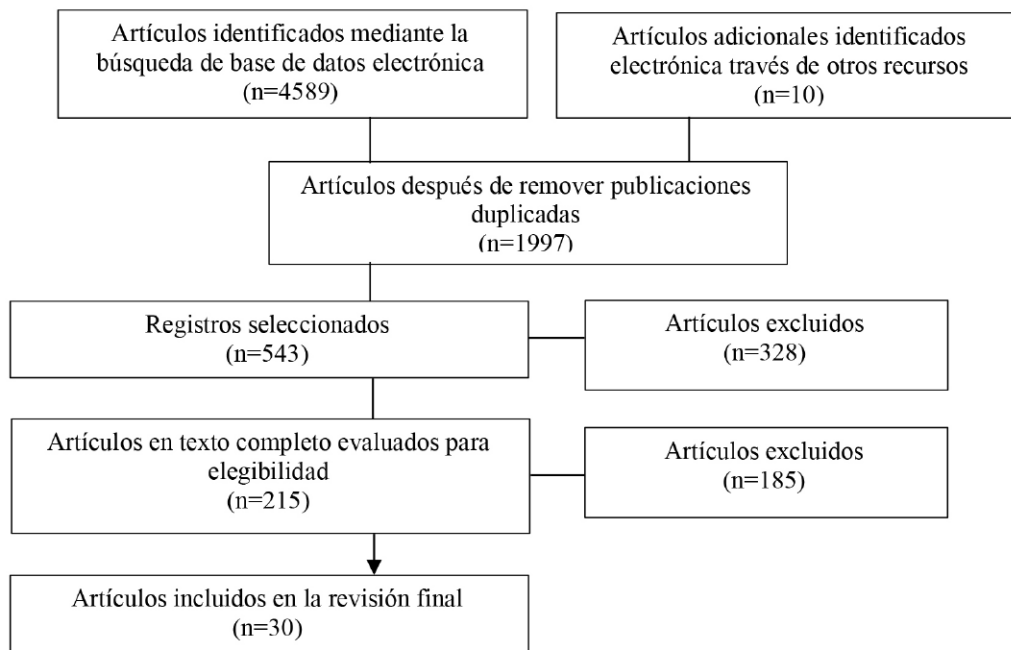 Artículos identificados mediante la
búsqueda de base de datos electrónica
(n=4589)
Artículos adicionales identificados
electrónica través de otros recursos
(n=10)
Artículos después de remover publicaciones
duplicadas
(n=1997)
Registros seleccionados
(n=543)
Artículos excluidos
(n=328)
Artículos en texto completo evaluados para
elegibilidad
(n=215)
Artículos excluidos
(n=185)
Artículos incluidos en la revisión final
(n=30)